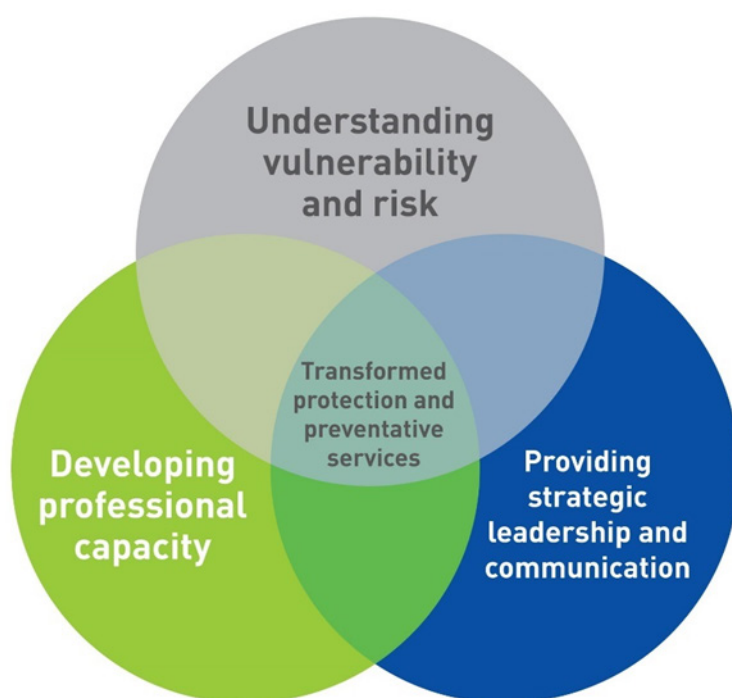 Understanding
vulnerability
and risk
Transformed
protection and
preventative
services
Developing
professional
capacity
Providing
strategic
leadership and
communication